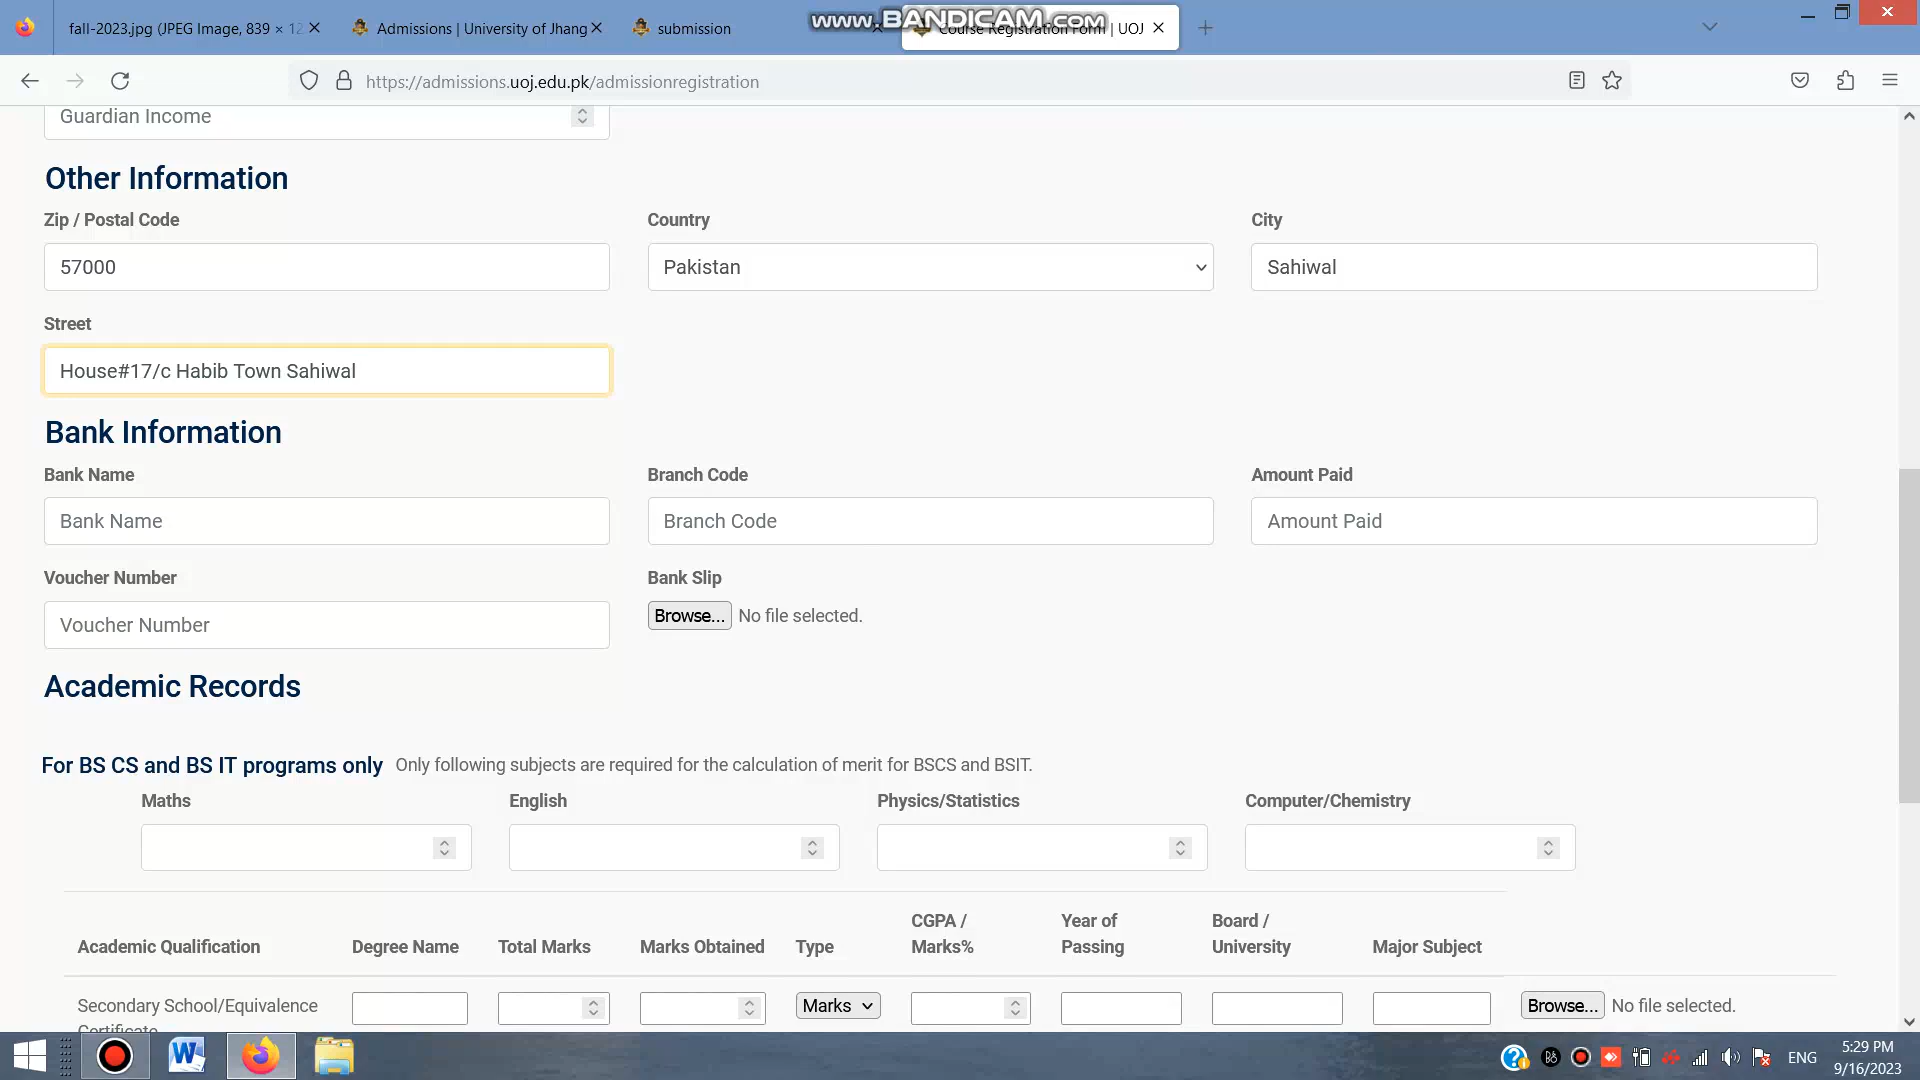 fall-2023.jpg (JPEG Image, 839 × 12
Admissions | University of Jhang
submission
Course Registration Form | UOJ
www.BANDICAM.COM
https://admissions.uoj.edu.pk/admissionregistration
Guardian Income
Other Information
Zip / Postal Code
Country
City
57000
Pakistan
Sahiwal
Street
House#17/c Habib Town Sahiwal
Bank Information
Bank Name
Branch Code
Amount Paid
Bank Name
Branch Code
Amount Paid
Voucher Number
Bank Slip
Voucher Number
Browse... No file selected.
Academic Records
For BS CS and BS IT programs only Only following subjects are required for the calculation of merit for BSCS and BSIT.
Maths
English
Physics/Statistics
Computer/Chemistry
Academic Qualification
Degree Name
Total Marks
Marks Obtained
Type
CGPA /
Marks%
Year of
Passing
Board /
University
Major Subject
Secondary School/Equivalence
Certificate
Marks
Browse... No file selected.
ENG
5:29 PM
9/16/2023